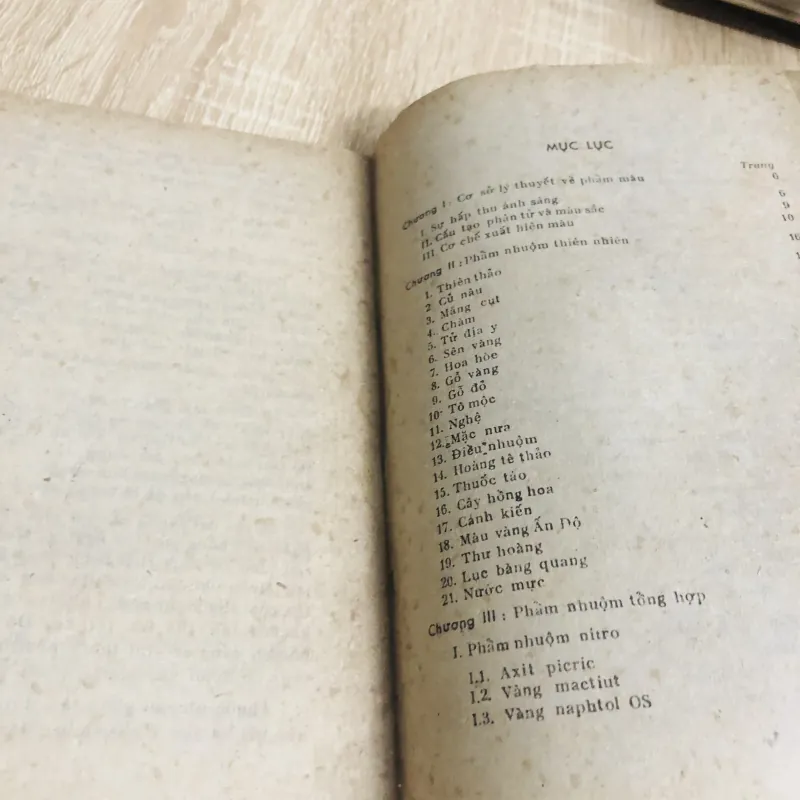 MỤC LỤC
Trang
Chương I: Cơ sở lý thuyết về phẩm màu 6
I. Sự hấp thu ánh sáng 6
II. Cấu tạo phân tử và màu sắc 9
III Cơ chế xuất hiện màu 10
Chương II: Phẩm nhuộm thiên nhiên 16
1. Thiên thảo
2 Củ nâu
3. Măng cụt
4. Chàm
5. Tử địa y
6. Sên vàng
7. Hoa hòe
8. Gỗ vàng
9. Gỗ đỏ
10. Tô mộc
11. Nghệ
12. Mặc nưa
13. Điều nhuộm
14. Hoàng tê thảo
15. Thuốc táo
16. Cây hồng hoa
17. Cánh kiến
18. Màu vàng Ấn Độ
19. Thư hoàng
20. Lục bàng quang
21. Nước mực
Chương III: Phẩm nhuộm tổng hợp
I. Phẩm nhuộm nitro
1.1. Axit picric
1.2. Vàng mactiut
1.3. Vàng naphtol OS